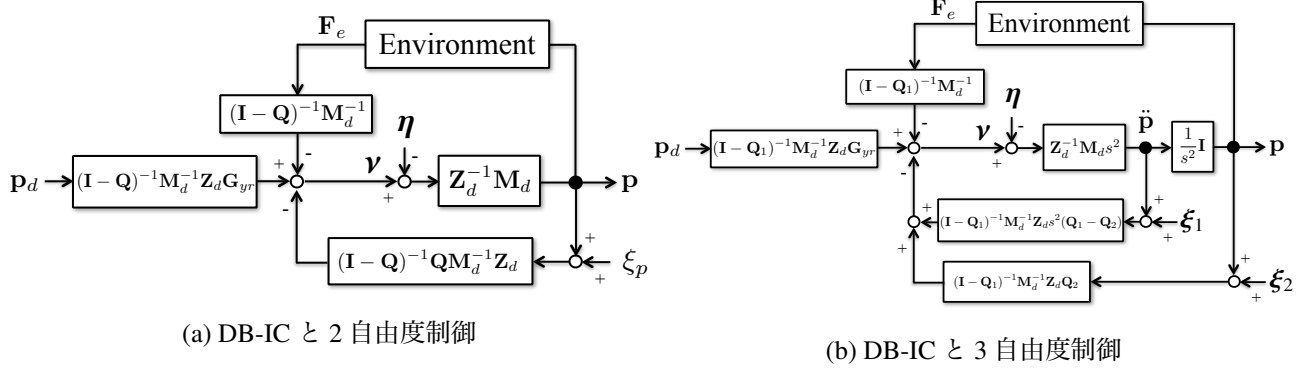 F_e
Environment
(I − Q)^{-1}M_d^{-1}
η
ν
+
-
-
p_d
(I − Q)^{-1}M_d^{-1}Z_dG_{yr}
-
+
Z_d^{-1}M_d
p
+
(I − Q)^{-1}QM_d^{-1}Z_d
+
ξ_p
(a) DB-IC と 2 自由度制御
F_e
Environment
(I − Q_1)^{-1}M_d^{-1}
η
ν
p̈
+
-
-
p_d
(I − Q_1)^{-1}M_d^{-1}Z_dG_{yr}
-
+
Z_d^{-1}M_ds^2
1/s^2 I
p
+
+
(I − Q_1)^{-1}M_d^{-1}Z_ds^2(Q_1 − Q_2)
+
ξ_1
+
+
(I − Q_1)^{-1}M_d^{-1}Z_dQ_2
+
ξ_2
(b) DB-IC と 3 自由度制御